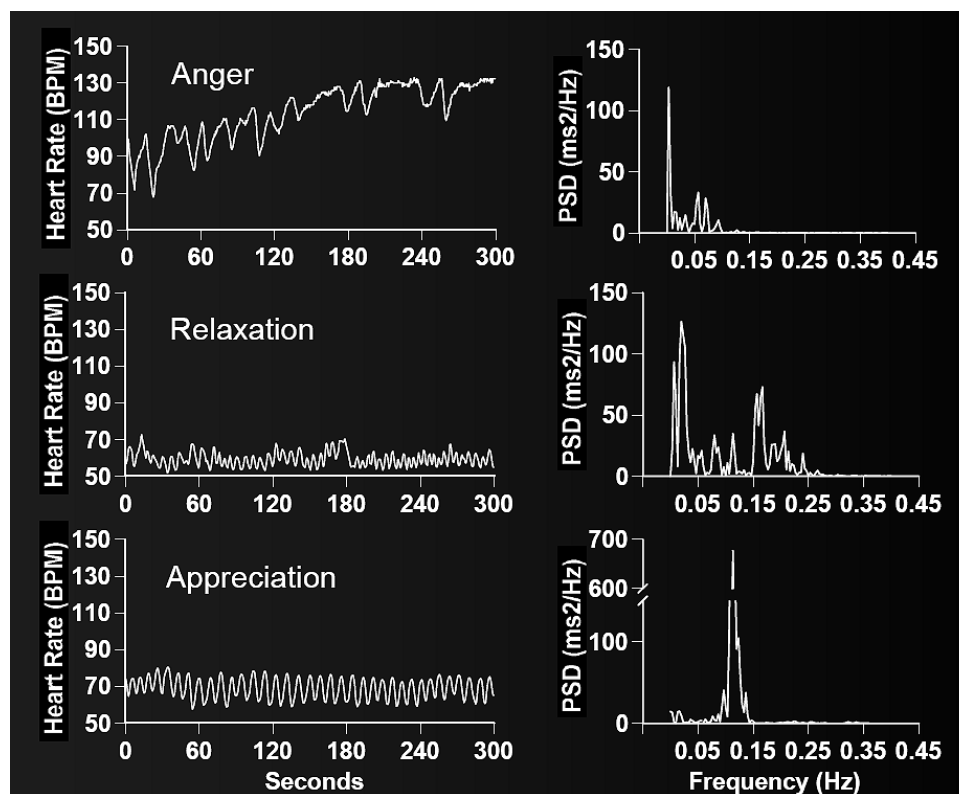 Heart Rate (BPM)
150
130
110
90
70
50
Anger
0 60 120 180 240 300
PSD (ms2/Hz)
150
100
50
0
0.05 0.15 0.25 0.35 0.45
Heart Rate (BPM)
150
130
110
90
70
50
Relaxation
0 60 120 180 240 300
PSD (ms2/Hz)
150
100
50
0
0.05 0.15 0.25 0.35 0.45
Heart Rate (BPM)
150
130
110
90
70
50
Appreciation
0 60 120 180 240 300
Seconds
PSD (ms2/Hz)
700
600
100
0
0.05 0.15 0.25 0.35 0.45
Frequency (Hz)